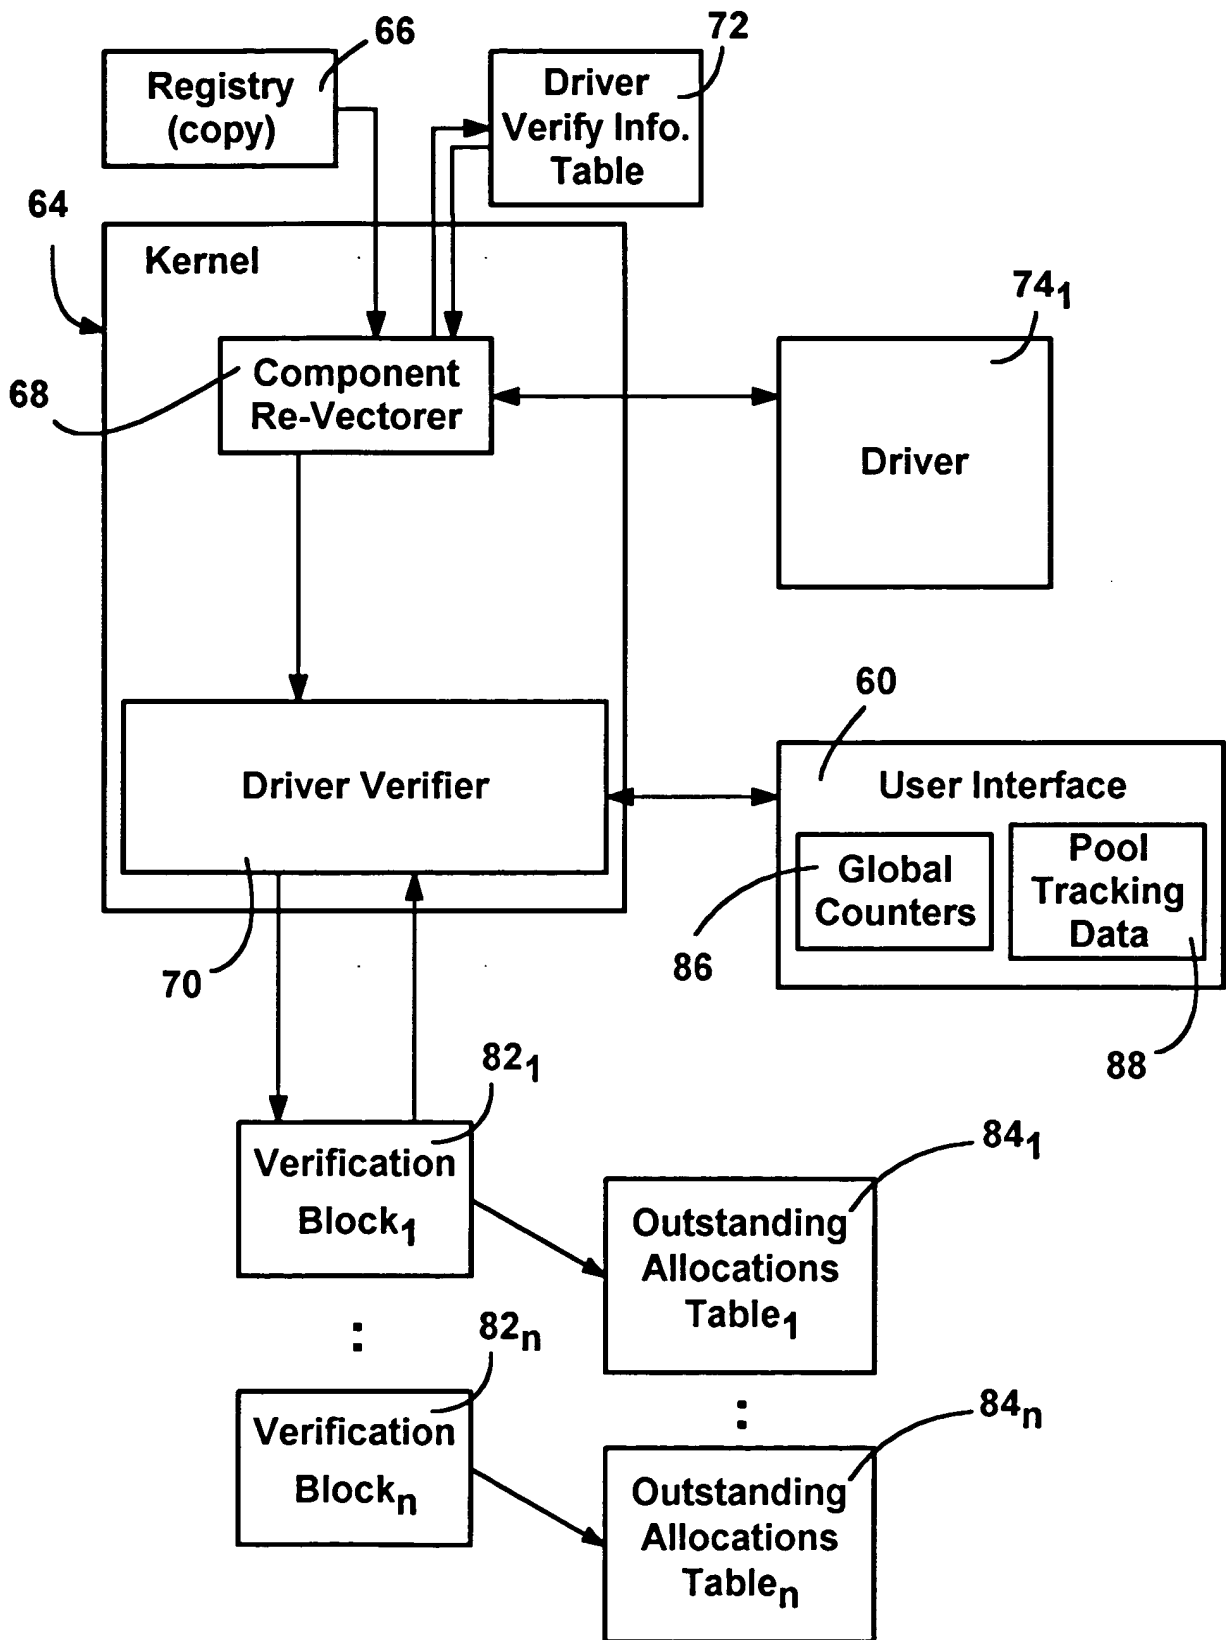 66
72
Registry
(copy)
Driver
Verify Info.
Table
64
Kernel
74₁
68
Component
Re-Vectorer
Driver
60
Driver Verifier
User Interface
Global
Counters
Pool
Tracking
Data
70
86
88
82₁
84₁
Verification
Block₁
Outstanding
Allocations
Table₁
:
82ₙ
:
84ₙ
Verification
Blockₙ
Outstanding
Allocations
Tableₙ